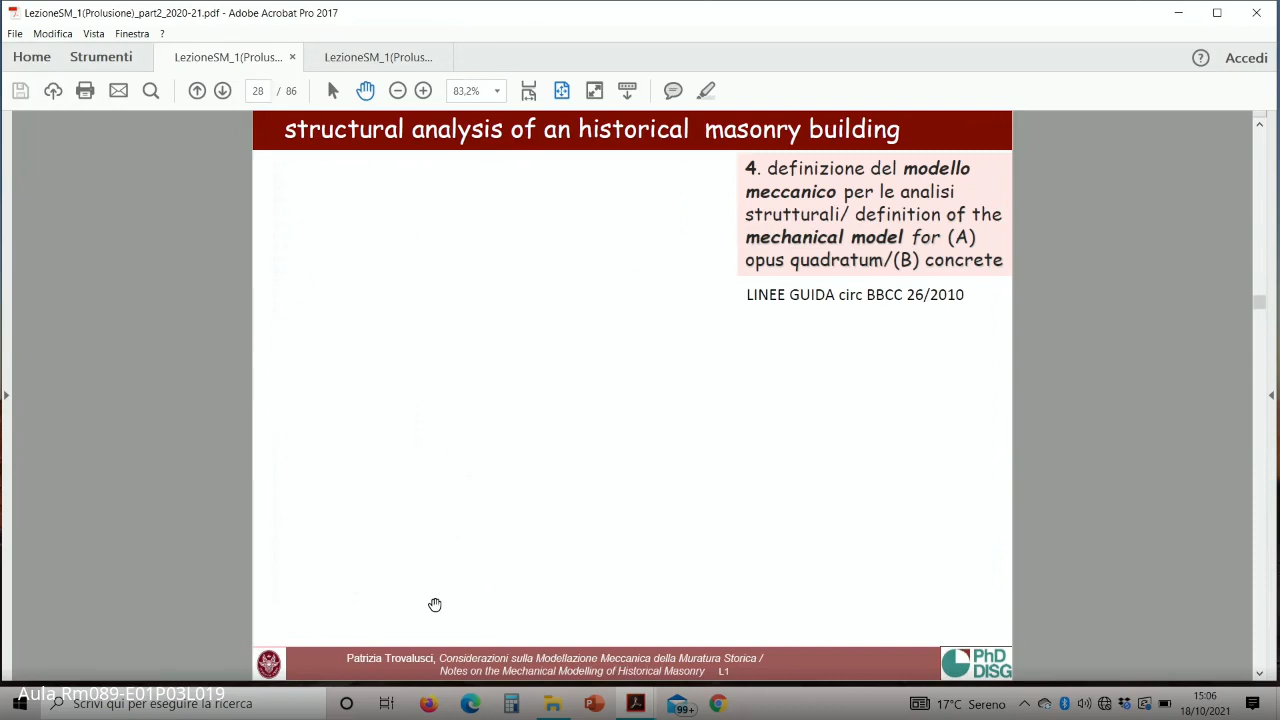 LezioneSM_1(Prolusione)_part2_2020-21.pdf - Adobe Acrobat Pro 2017
File Modifica Vista Finestra ?
Home Strumenti LezioneSM_1(Prolus... × LezioneSM_1(Prolus... ? Accedi
28 / 86 83,2%
structural analysis of an historical masonry building
4. definizione del modello
meccanico per le analisi
strutturali/ definition of the
mechanical model for (A)
opus quadratum/(B) concrete
LINEE GUIDA circ BBCC 26/2010
Patrizia Trovalusci, Considerazioni sulla Modellazione Meccanica della Muratura Storica /
Notes on the Mechanical Modelling of Historical Masonry L1
PhD
DISG
Aula Rm089-E01P03L019
Scrivi qui per eseguire la ricerca
99+
17°C Sereno
15:06
18/10/2021